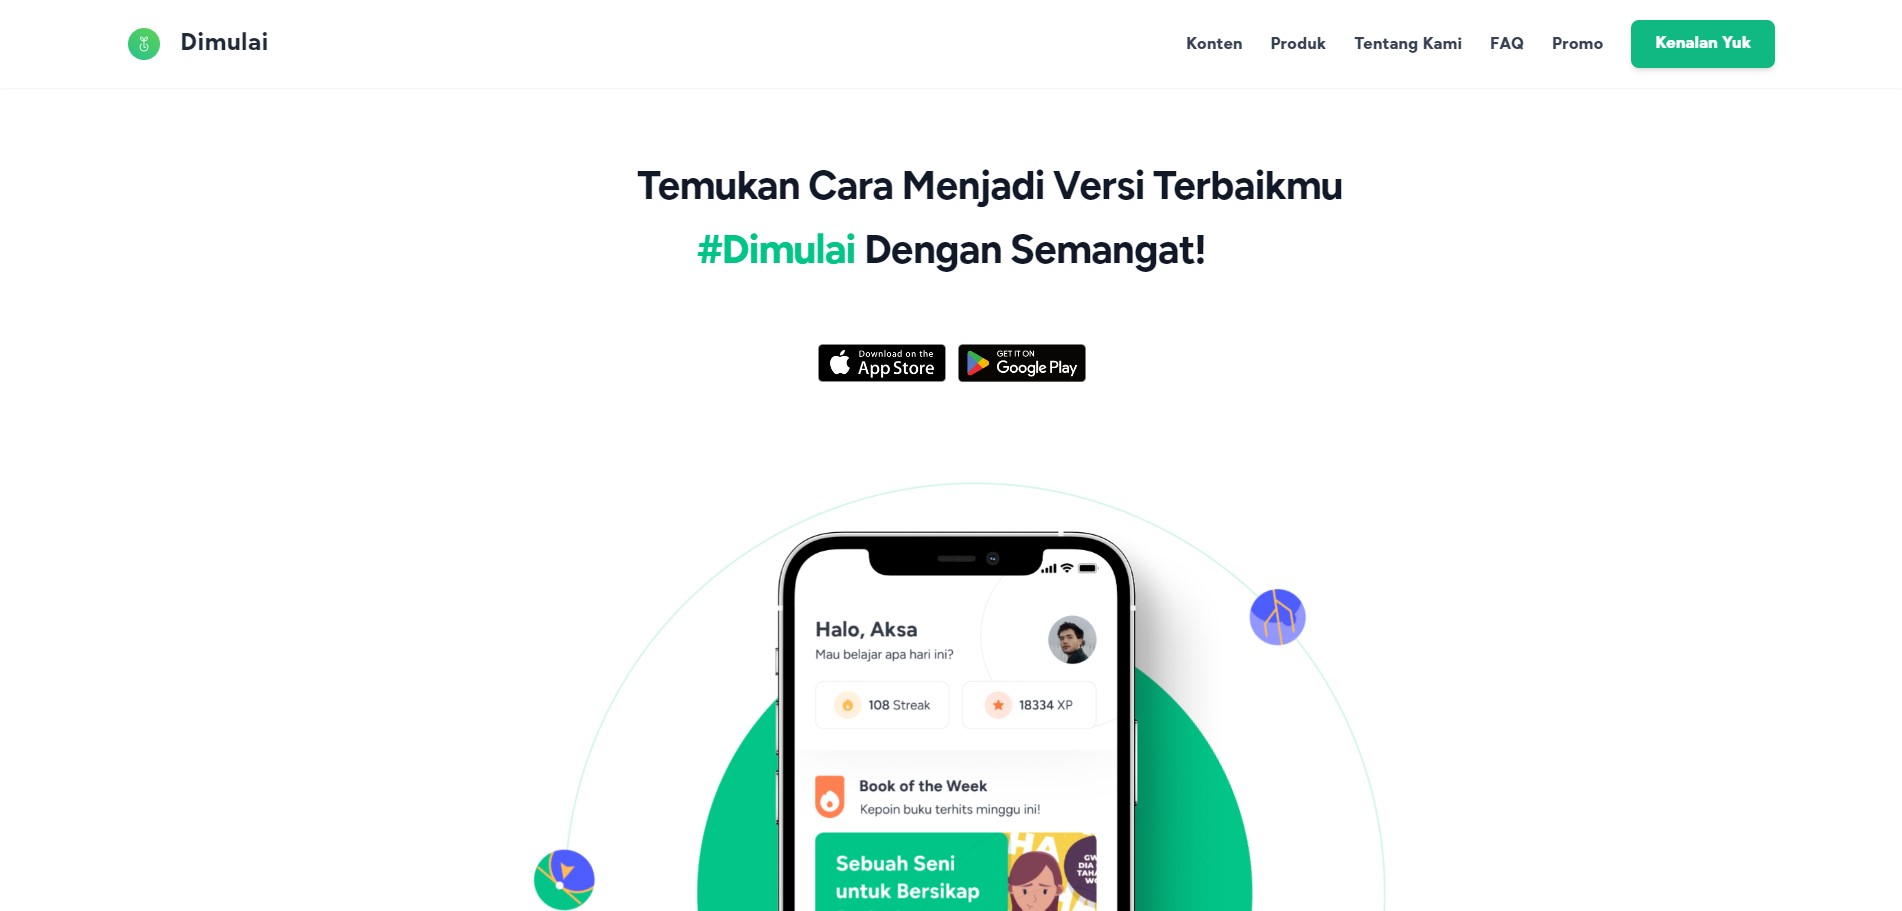 Dimulai
Konten Produk Tentang Kami FAQ Promo Kenalan Yuk
Temukan Cara Menjadi Versi Terbaikmu
#Dimulai Dengan Semangat!
Download on the
App Store
GET IT ON
Google Play
Halo, Aksa
Mau belajar apa hari ini?
108 Streak
18334 XP
Book of the Week
Kepoin buku terhits minggu ini!
Sebuah Seni
untuk Bersikap
HA
DIA